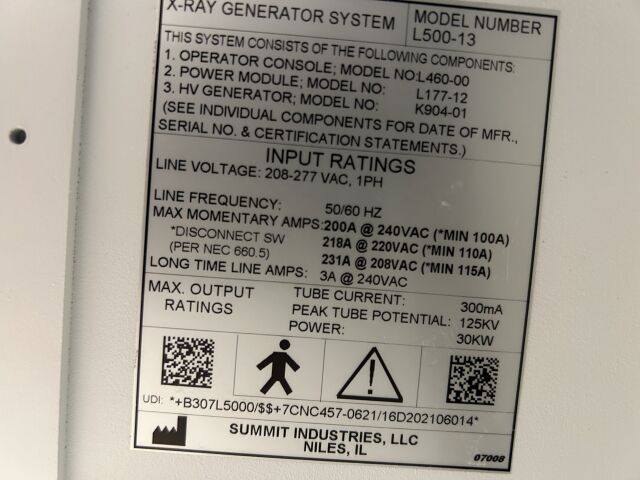 X-RAY GENERATOR SYSTEM
MODEL NUMBER
L500-13
THIS SYSTEM CONSISTS OF THE FOLLOWING COMPONENTS:
1. OPERATOR CONSOLE; MODEL NO: L460-00
2. POWER MODULE; MODEL NO: L177-12
3. HV GENERATOR; MODEL NO: K904-01
(SEE INDIVIDUAL COMPONENTS FOR DATE OF MFR.,
SERIAL NO. & CERTIFICATION STATEMENTS.)
INPUT RATINGS
LINE VOLTAGE: 208-277 VAC, 1PH
LINE FREQUENCY: 50/60 HZ
MAX MOMENTARY AMPS: 200A @ 240VAC (*MIN 100A)
*DISCONNECT SW 218A @ 220VAC (*MIN 110A)
(PER NEC 660.5) 231A @ 208VAC (*MIN 115A)
LONG TIME LINE AMPS: 3A @ 240VAC
MAX. OUTPUT
RATINGS
TUBE CURRENT: 300mA
PEAK TUBE POTENTIAL: 125KV
POWER: 30KW
UDI: *+B307L5000/$$+7CNC457-0621/16D202106014*
SUMMIT INDUSTRIES, LLC
NILES, IL
07008